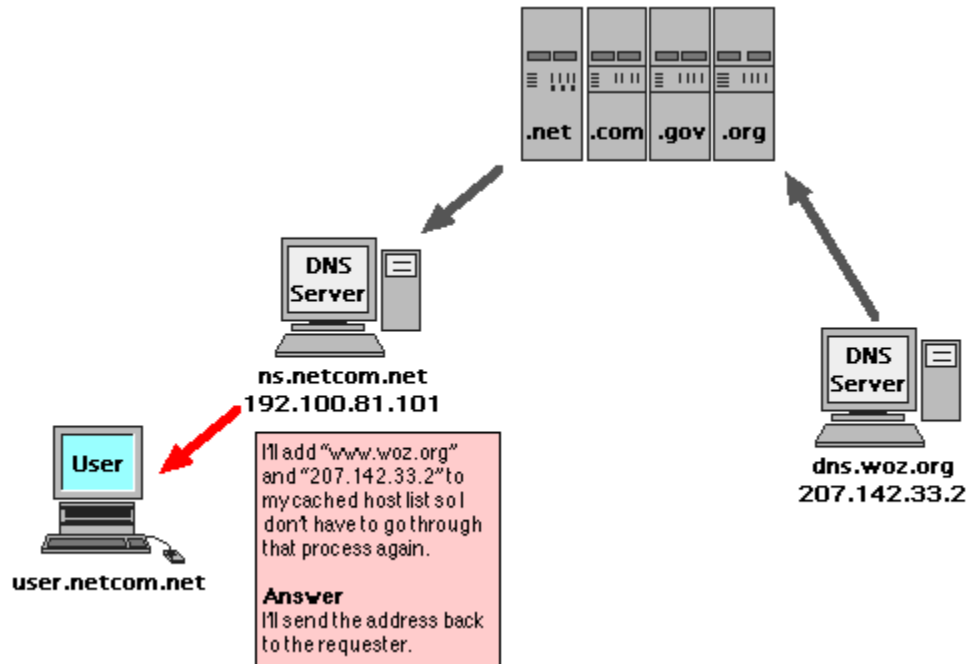 .net .com .gov .org
DNS
Server
ns.netcom.net
192.100.81.101
DNS
Server
dns.woz.org
207.142.33.2
User
user.netcom.net
I'll add "www.woz.org"
and "207.142.33.2" to
my cached host list so I
don't have to go through
that process again.
Answer
I'll send the address back
to the requester.